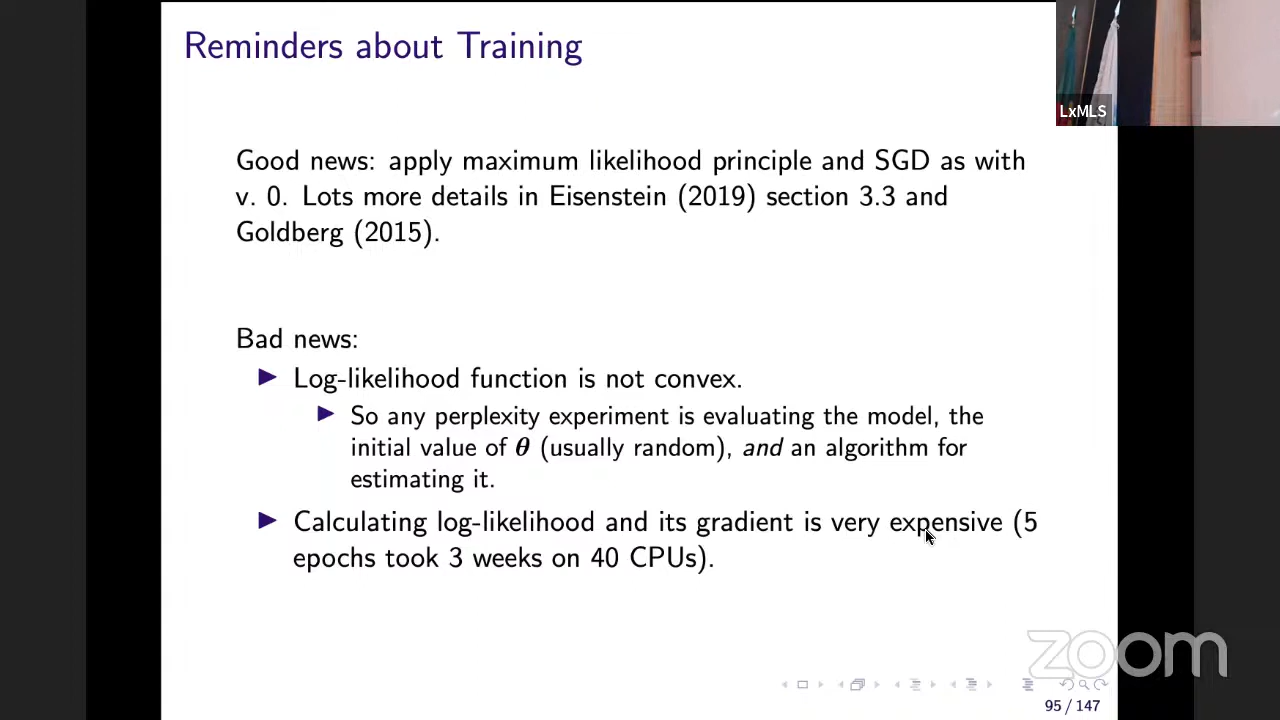 Reminders about Training
LxMLS
Good news: apply maximum likelihood principle and SGD as with
v. 0. Lots more details in Eisenstein (2019) section 3.3 and
Goldberg (2015).
Bad news:
▶ Log-likelihood function is not convex.
▶ So any perplexity experiment is evaluating the model, the
initial value of θ (usually random), and an algorithm for
estimating it.
▶ Calculating log-likelihood and its gradient is very expensive (5
epochs took 3 weeks on 40 CPUs).
zoom
95 / 147